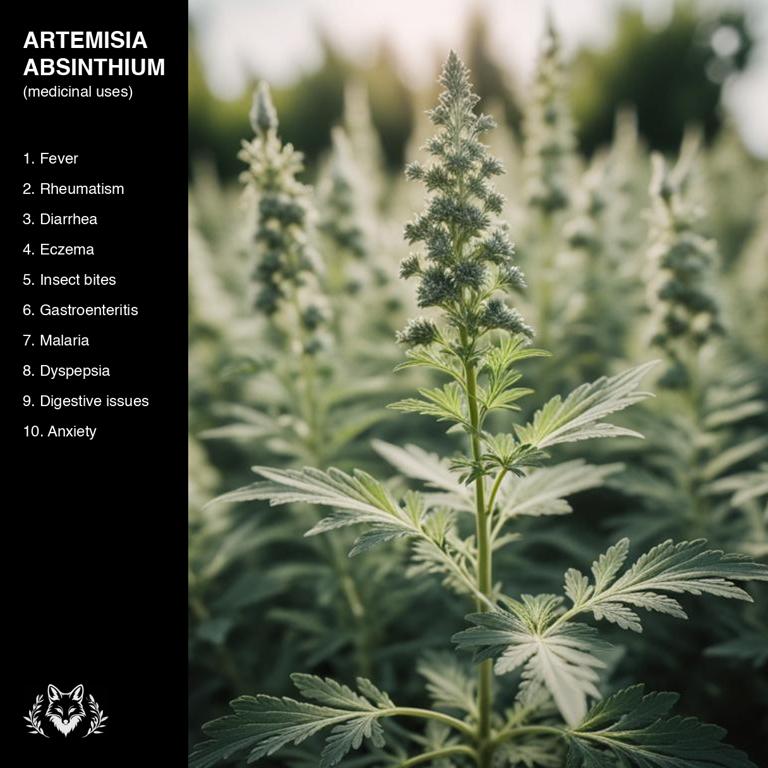 ARTEMISIA
ABSINTHIUM
(medicinal uses)
1. Fever
2. Rheumatism
3. Diarrhea
4. Eczema
5. Insect bites
6. Gastroenteritis
7. Malaria
8. Dyspepsia
9. Digestive issues
10. Anxiety